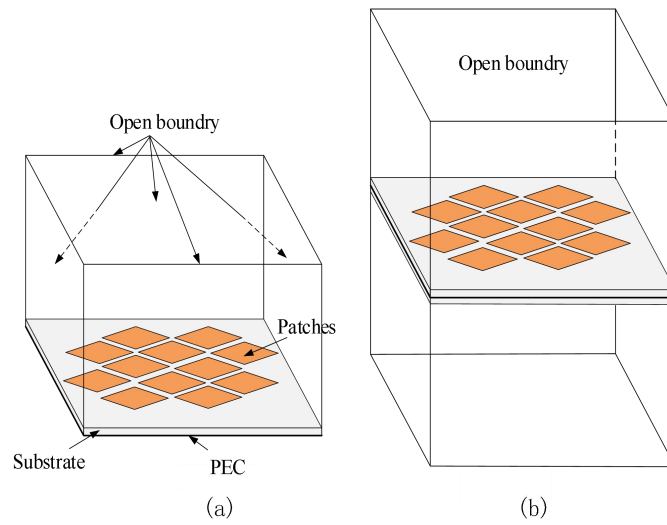 Open boundry
Open boundry
Patches
Substrate
PEC
(a)
(b)